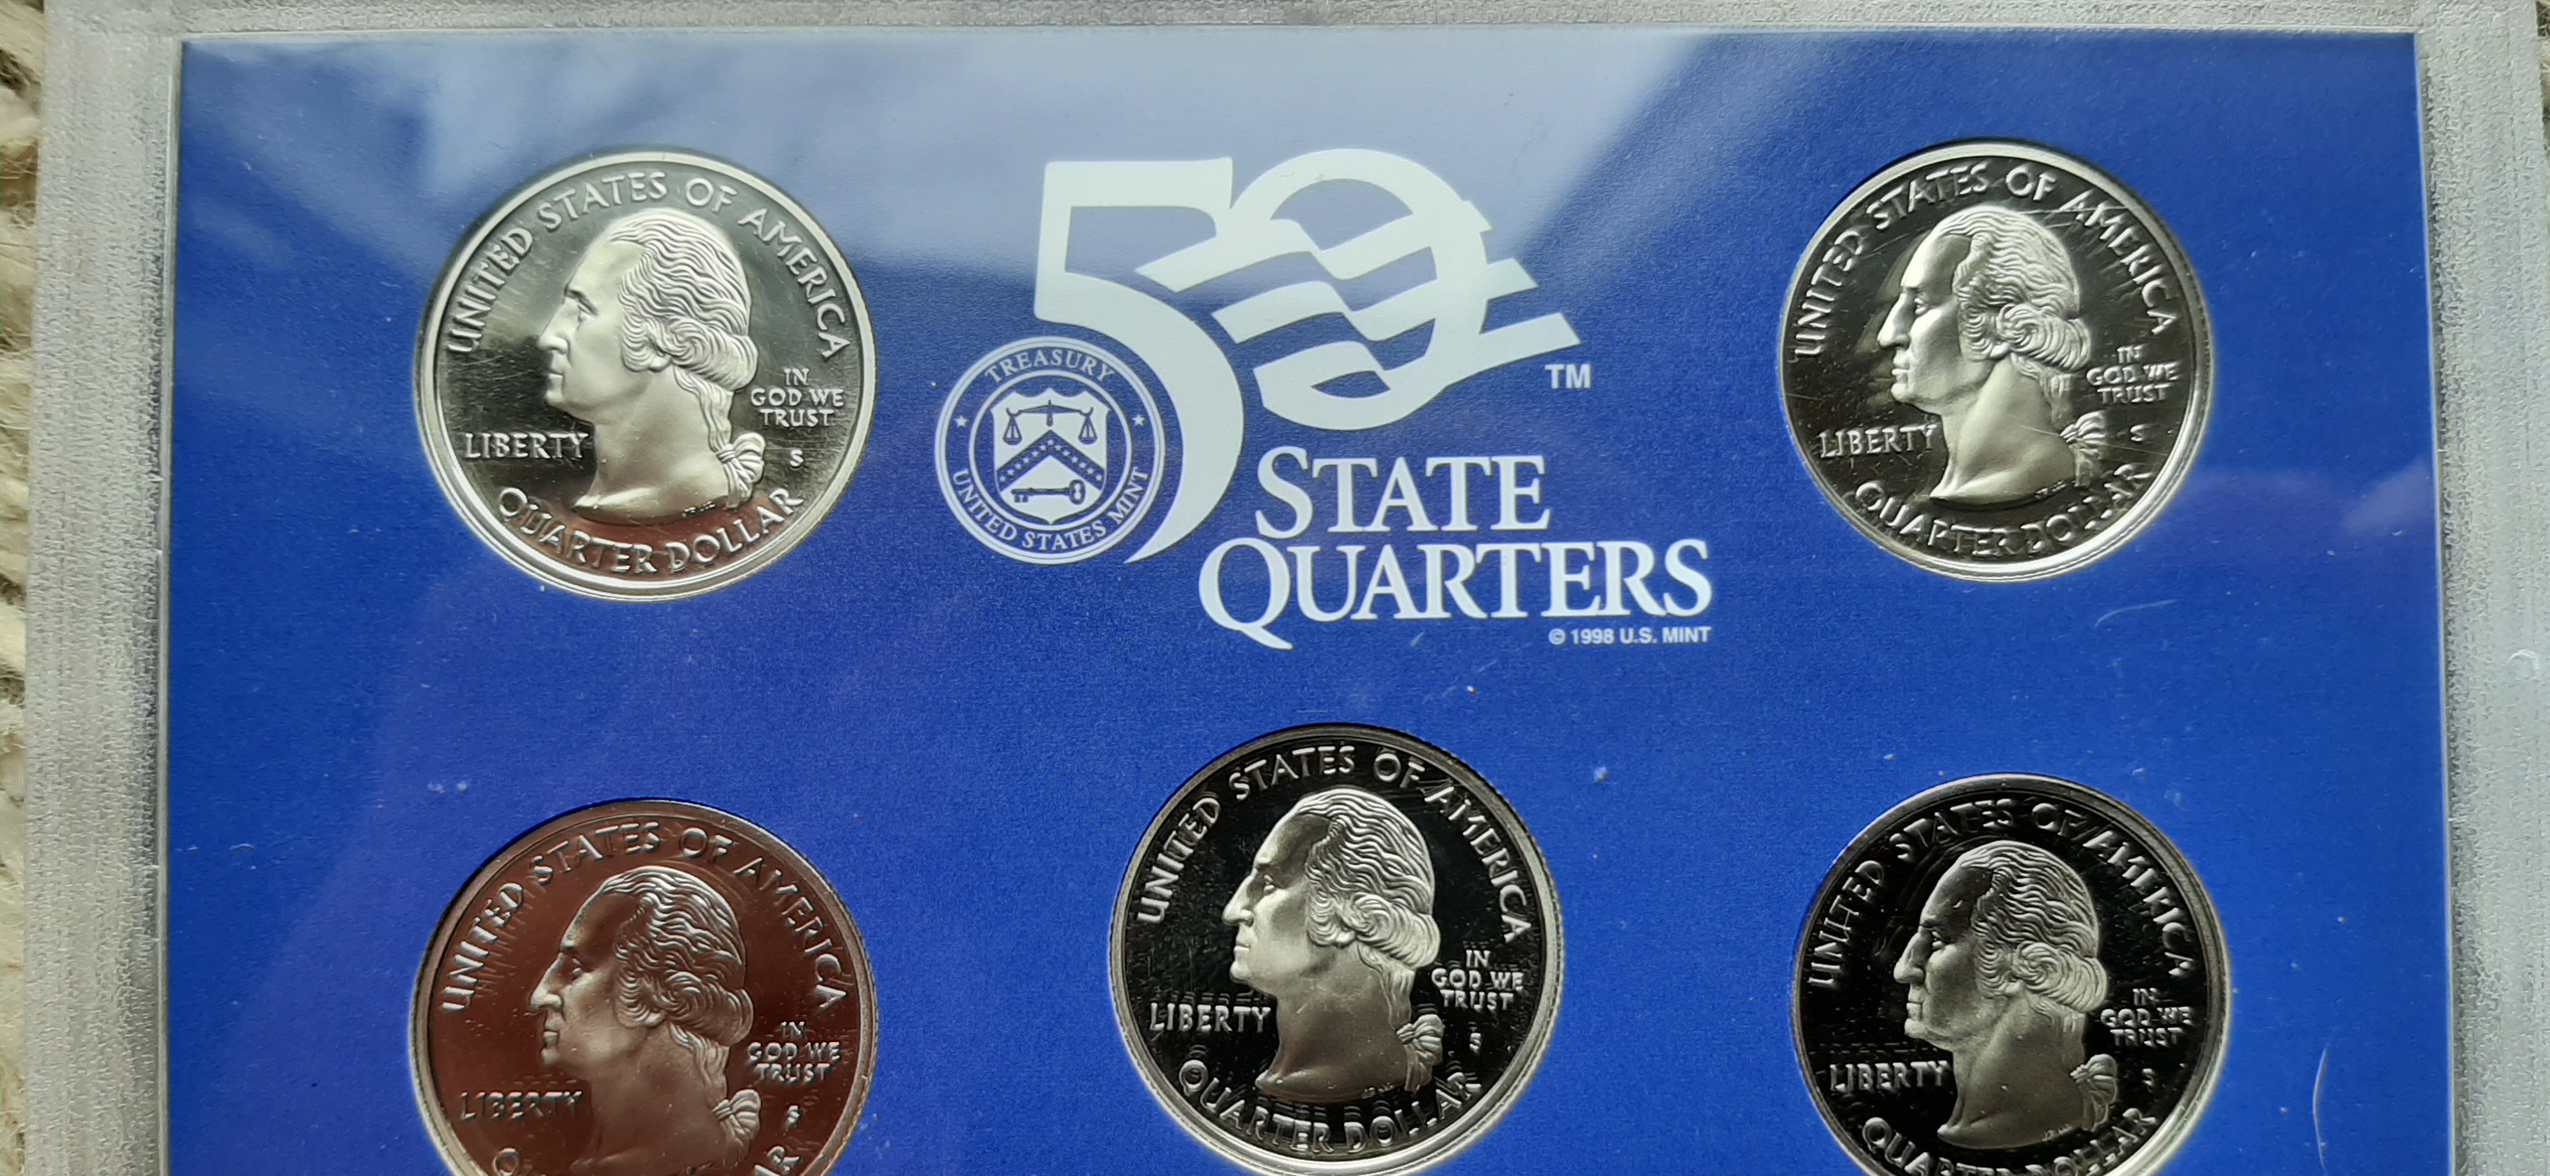 UNITED STATES OF AMERICA
IN
GOD WE
TRUST
LIBERTY
S
QUARTER DOLLAR
50
TM
TREASURY
UNITED STATES MINT
STATE
QUARTERS
© 1998 U.S. MINT
UNITED STATES OF AMERICA
IN
GOD WE
TRUST
LIBERTY
S
QUARTER DOLLAR
UNITED STATES OF AMERICA
IN
GOD WE
TRUST
LIBERTY
S
UNITED STATES OF AMERICA
IN
GOD WE
TRUST
LIBERTY
S
QUARTER DOLLAR
UNITED STATES OF AMERICA
IN
GOD WE
TRUST
LIBERTY
S
QUARTER DOLLAR